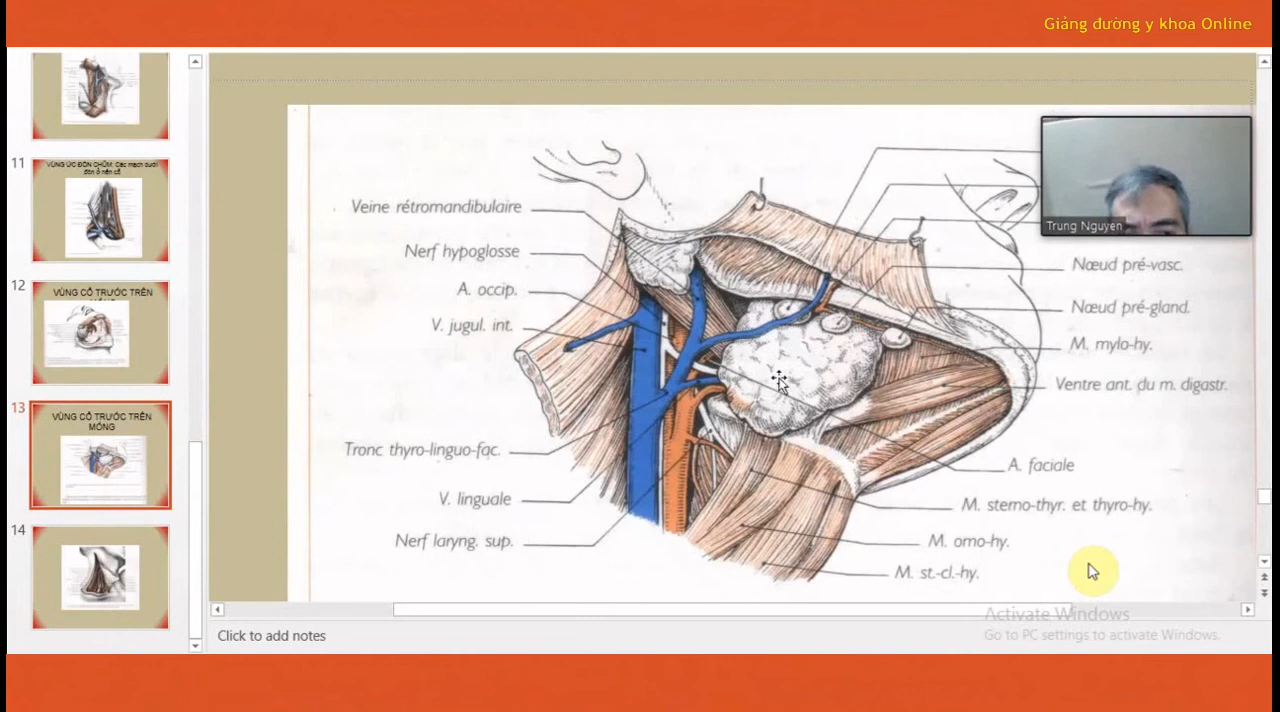 Giảng đường y khoa Online
11
VÙNG ỨC ĐÒN CHŨM: Các mạch dưới
đòn ở nền cổ
12
VÙNG CỔ TRƯỚC TRÊN
MÓNG
13
VÙNG CỔ TRƯỚC TRÊN
MÓNG
14
Veine rétromandibulaire
Nerf hypoglosse
A. occip.
V. jugul. int.
Tronc thyro-linguo-fac.
V. linguale
Nerf laryng. sup.
Trung Nguyen
Nœud pré-vasc.
Nœud pré-gland.
M. mylo-hy.
Ventre ant. du m. digastr.
A. faciale
M. sterno-thyr. et thyro-hy.
M. omo-hy.
M. st.-cl.-hy.
Activate Windows
Go to PC settings to activate Windows.
Click to add notes